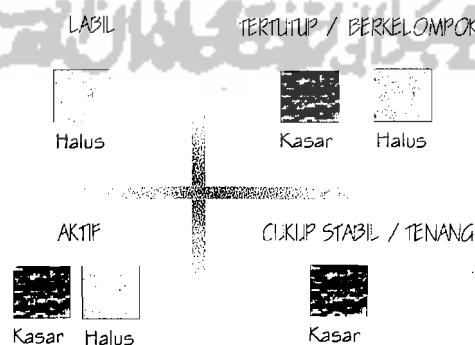 LABIL
TERTUTUP / BERKELOMPOK
Halus
Kasar Halus
AKTIF
CUKUP STABIL / TENANG
Kasar Halus
Kasar